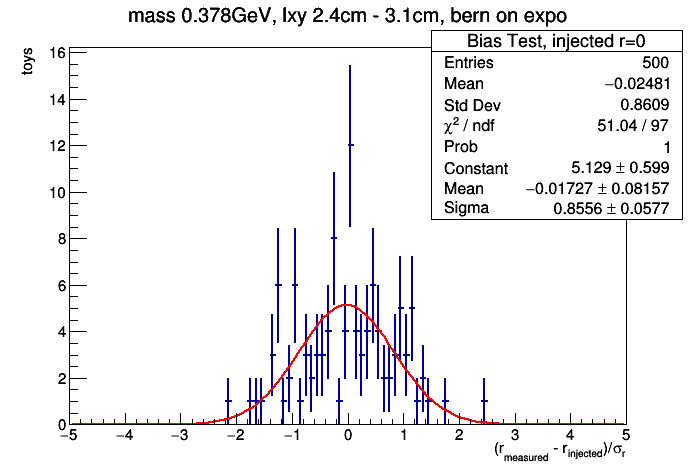 mass 0.378GeV, lxy 2.4cm - 3.1cm, bern on expo
toys
Bias Test, injected r=0
Entries 500
Mean −0.02481
Std Dev 0.8609
χ² / ndf 51.04 / 97
Prob 1
Constant 5.129 ± 0.599
Mean −0.01727 ± 0.08157
Sigma 0.8556 ± 0.0577
16
14
12
10
8
6
4
2
0
−5 −4 −3 −2 −1 0 1 2 3 4 5
(r_measured - r_injected)/σ_r